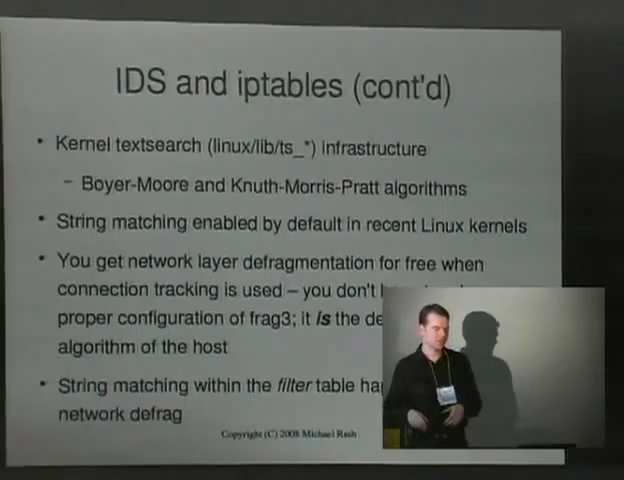 IDS and iptables (cont'd)
• Kernel textsearch (linux/lib/ts_*) infrastructure
– Boyer-Moore and Knuth-Morris-Pratt algorithms
• String matching enabled by default in recent Linux kernels
• You get network layer defragmentation for free when
connection tracking is used – you don't
proper configuration of frag3; it is the de
algorithm of the host
• String matching within the filter table ha
network defrag
Copyright (C) 2008 Michael Rash